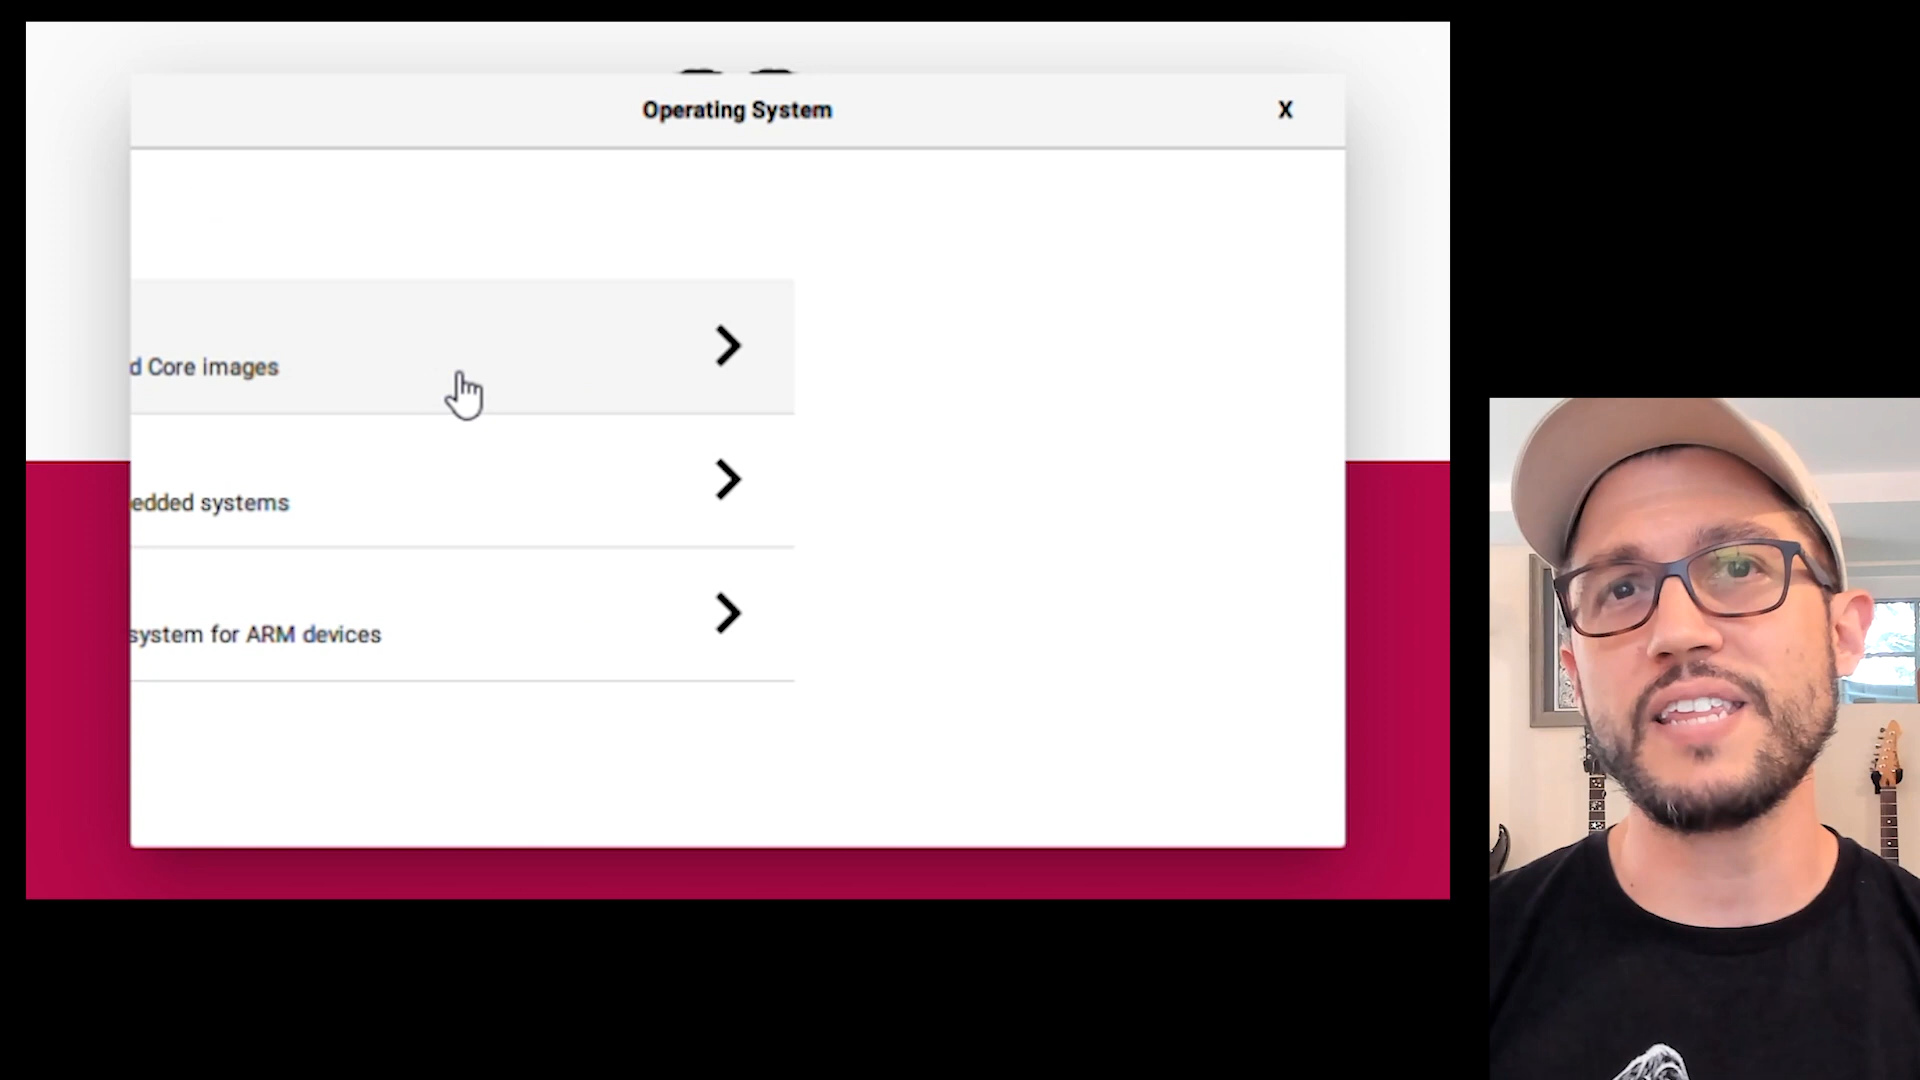 Operating System X
d Core images
edded systems
system for ARM devices